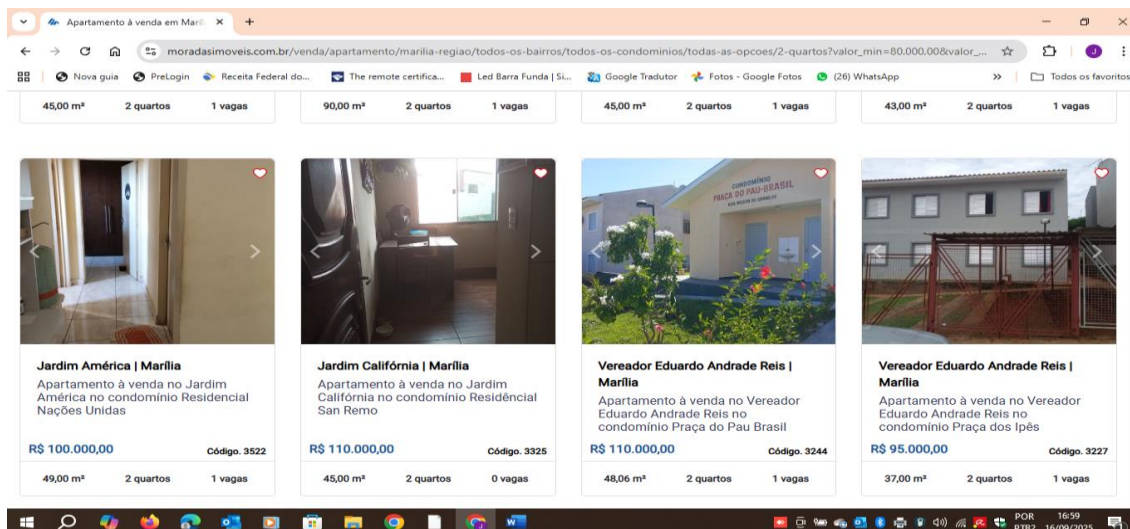 Apartamento à venda em Maríl
moradasimoveis.com.br/venda/apartamento/marilia-regiao/todos-os-bairros/todos-os-condominios/todas-as-opcoes/2-quartos?valor_min=80.000,00&valor_...
J
Nova guia PreLogin Receita Federal do... The remote certifica... Led Barra Funda | Si... Google Tradutor Fotos - Google Fotos (26) WhatsApp » Todos os favoritos
45,00 m² 2 quartos 1 vagas 90,00 m² 2 quartos 1 vagas 45,00 m² 2 quartos 1 vagas 43,00 m² 2 quartos 1 vagas
CONDOMÍNIO
PRAÇA DO PAU-BRASIL
Jardim América | Marília
Apartamento à venda no Jardim
América no condomínio Residencial
Nações Unidas
R$ 100.000,00 Código. 3522
49,00 m² 2 quartos 1 vagas
Jardim Califórnia | Marília
Apartamento à venda no Jardim
Califórnia no condomínio Residêncial
San Remo
R$ 110.000,00 Código. 3325
45,00 m² 2 quartos 0 vagas
Vereador Eduardo Andrade Reis |
Marília
Apartamento à venda no Vereador
Eduardo Andrade Reis no
condomínio Praça do Pau Brasil
R$ 110.000,00 Código. 3244
48,06 m² 2 quartos 1 vagas
Vereador Eduardo Andrade Reis |
Marília
Apartamento à venda no Vereador
Eduardo Andrade Reis no
condomínio Praça dos Ipês
R$ 95.000,00 Código. 3227
37,00 m² 2 quartos 1 vagas
POR 16:59
PTB2 16/09/2025